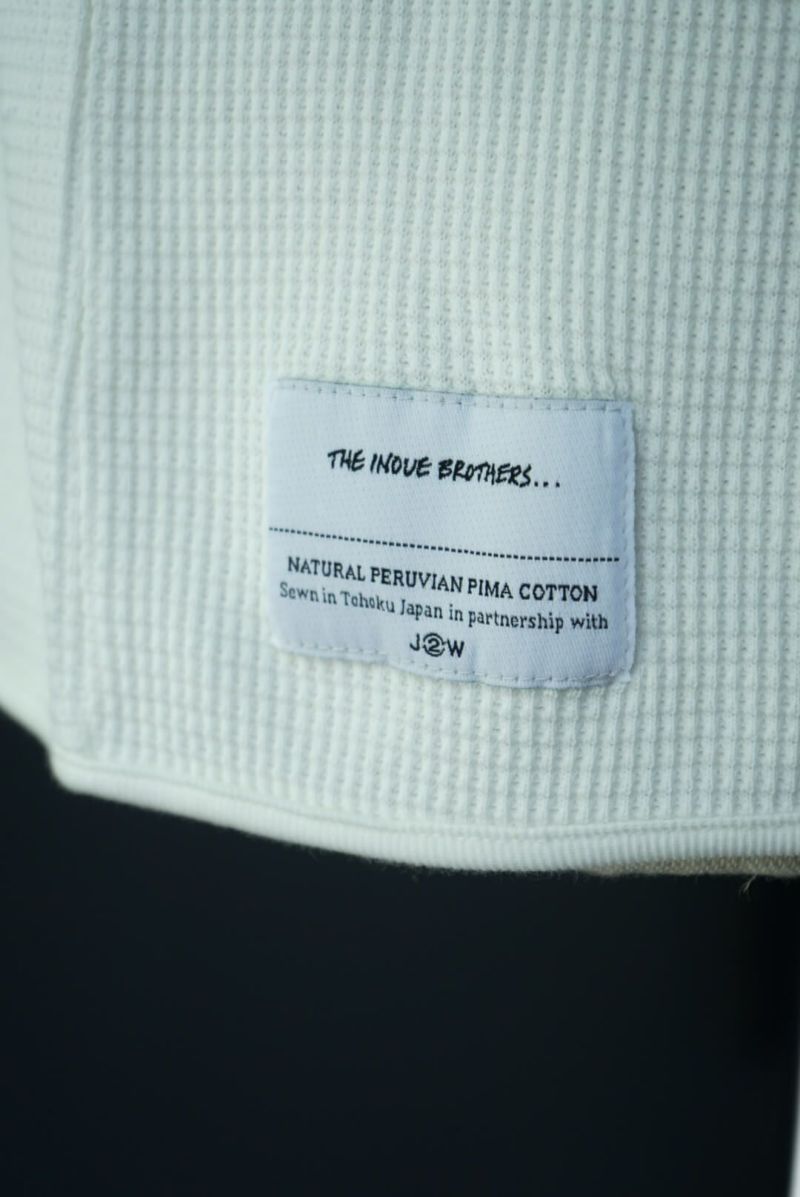 THE INOUE BROTHERS...
NATURAL PERUVIAN PIMA COTTON
Sewn in Tohoku Japan in partnership with
J②W